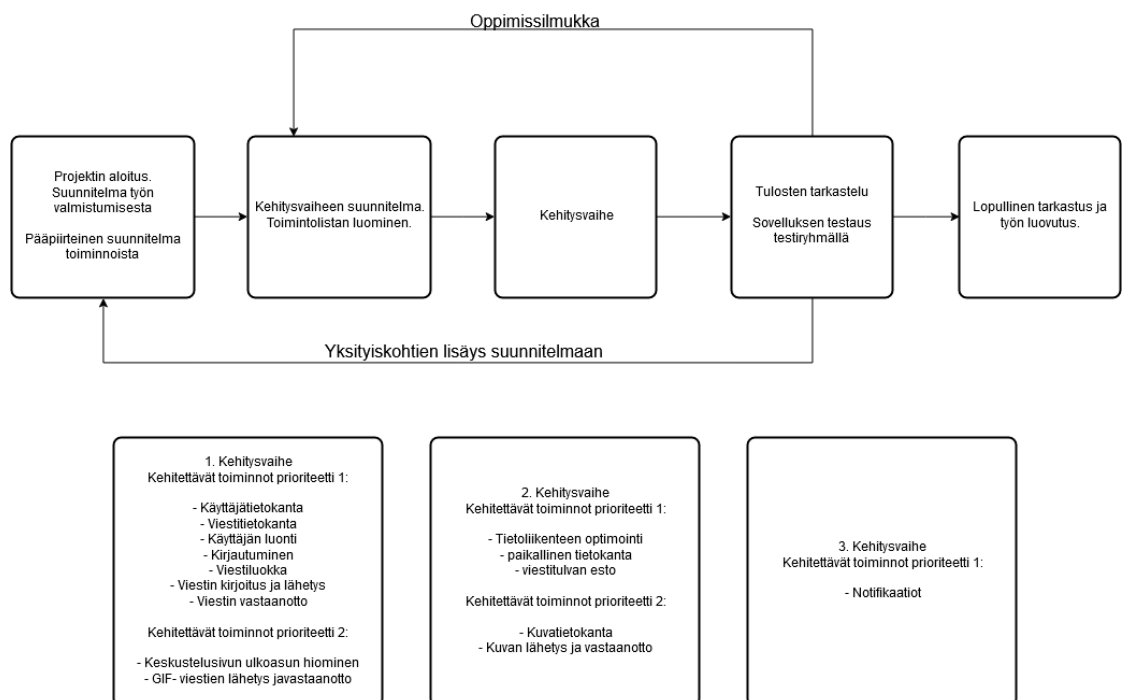 Oppimissilmukka
Projektin aloitus.
Suunnitelma työn
valmistumisesta
Pääpiirteinen suunnitelma
toiminnoista
Kehitysvaiheen suunnitelma.
Toimintolistan luominen.
Kehitysvaihe
Tulosten tarkastelu
Sovelluksen testaus
testiryhmällä
Lopullinen tarkastus ja
työn luovutus.
Yksityiskohtien lisäys suunnitelmaan
1. Kehitysvaihe
Kehitettävät toiminnot prioriteetti 1:
- Käyttäjätietokanta
- Viestitietokanta
- Käyttäjän luonti
- Kirjautuminen
- Viestiluokka
- Viestin kirjoitus ja lähetys
- Viestin vastaanotto
Kehitettävät toiminnot prioriteetti 2:
- Keskustelusivun ulkoasun hiominen
- GIF- viestien lähetys javastaanotto
2. Kehitysvaihe
Kehitettävät toiminnot prioriteetti 1:
- Tietoliikenteen optimointi
- paikallinen tietokanta
- viestitulvan esto
Kehitettävät toiminnot prioriteetti 2:
- Kuvatietokanta
- Kuvan lähetys ja vastaanotto
3. Kehitysvaihe
Kehitettävät toiminnot prioriteetti 1:
- Notifikaatiot